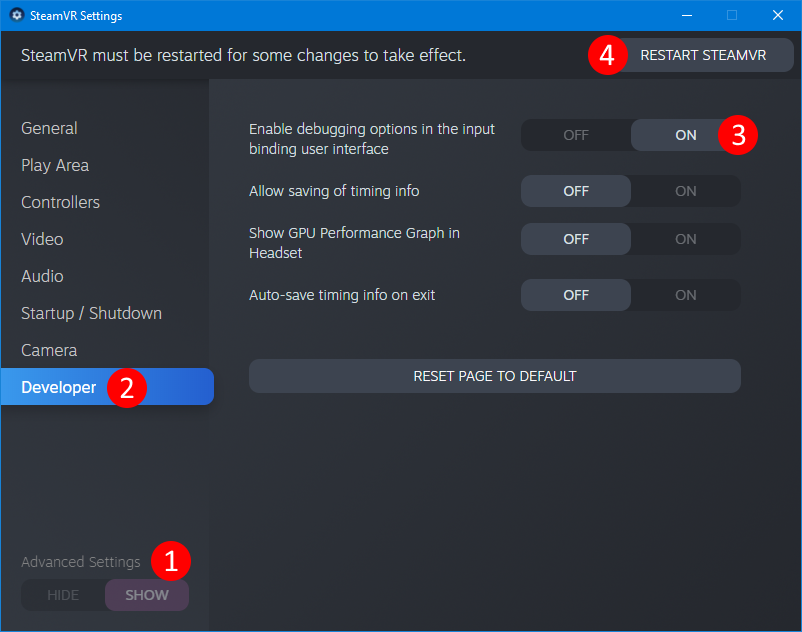 SteamVR Settings
SteamVR must be restarted for some changes to take effect.
4
RESTART STEAMVR
General
Play Area
Controllers
Video
Audio
Startup / Shutdown
Camera
Developer
2
Advanced Settings
1
HIDE
SHOW
Enable debugging options in the input
binding user interface
OFF
ON
3
Allow saving of timing info
OFF
ON
Show GPU Performance Graph in
Headset
OFF
ON
Auto-save timing info on exit
OFF
ON
RESET PAGE TO DEFAULT